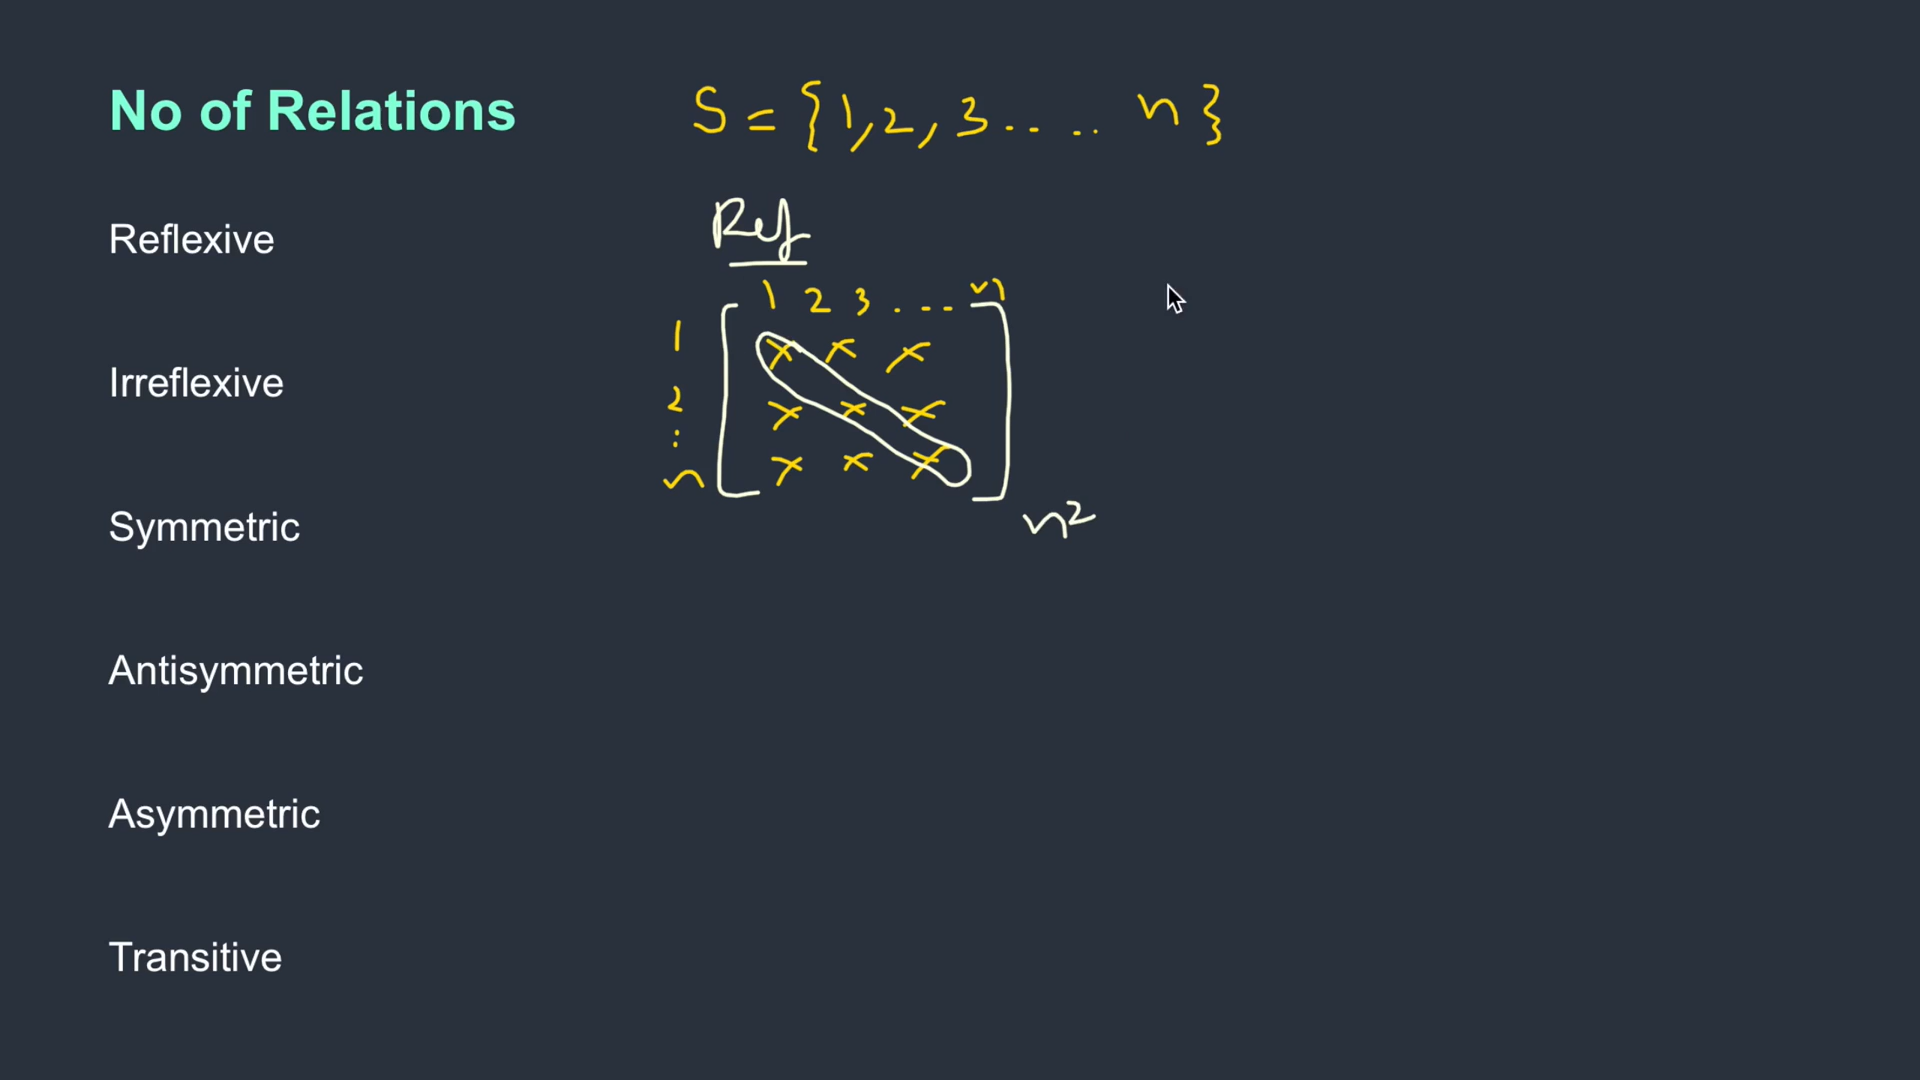 No of Relations
S = {1, 2, 3 . . . . . n}
Reflexive
Ref
1 2 3 . . . . n
1 x x x
Irreflexive
2 x x x
:
n x x x
n²
Symmetric
Antisymmetric
Asymmetric
Transitive